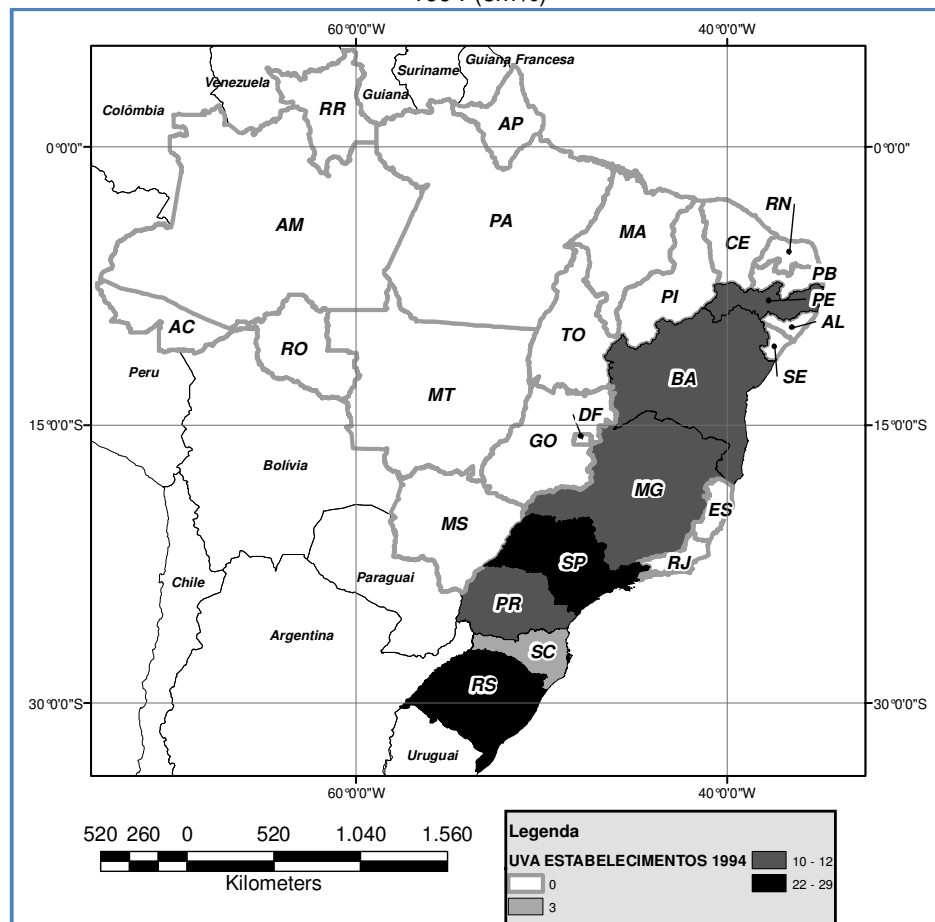 60°0'0"W 40°0'0"W
Guiana Francesa
Suriname
Venezuela
Guiana
Colômbia
RR
AP
0°0'0" 0°0'0"
RN
AM
PA
MA
CE
PB
PI
PE
AC
AL
TO
RO
Peru
BA
SE
MT
DF
15°0'0"S 15°0'0"S
GO
Bolívia
MG
ES
MS
SP
RJ
Chile
Paraguai
PR
Argentina
SC
RS
30°0'0"S 30°0'0"S
Uruguai
60°0'0"W 40°0'0"W
520 260 0 520 1.040 1.560
Kilometers
Legenda
UVA ESTABELECIMENTOS 1994
0
3
10 - 12
22 - 29